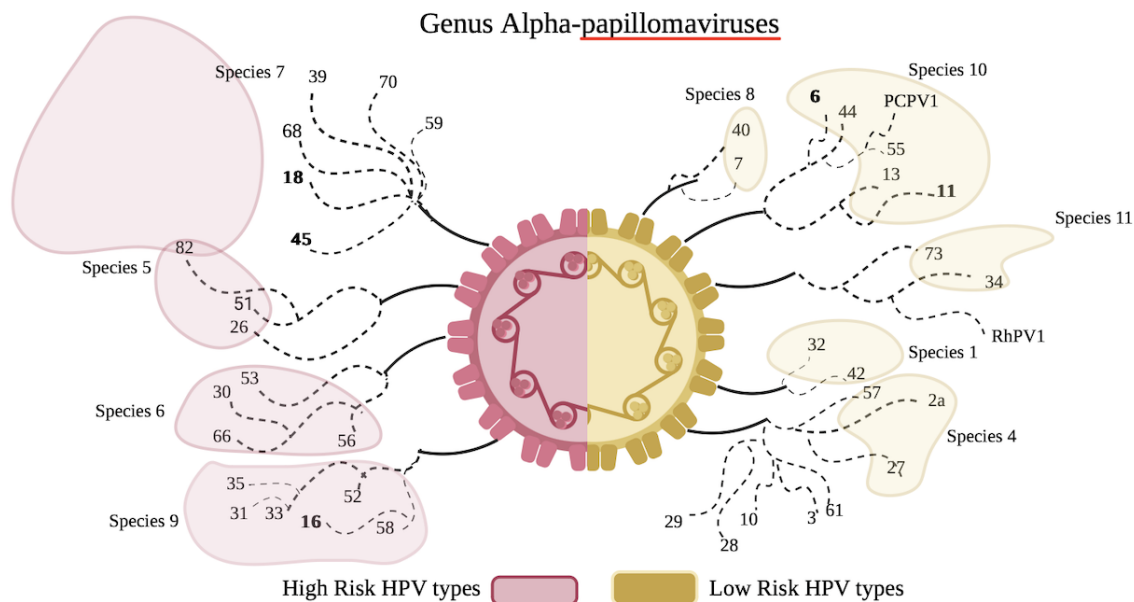 Genus Alpha-papillomaviruses
Species 7
39
70
59
68
18
45
Species 5
82
51
26
Species 6
53
30
66
56
Species 9
35
31
33
16
52
58
Species 8
40
7
Species 10
6
44
PCPV1
55
13
11
Species 11
73
34
RhPV1
Species 1
32
42
Species 4
57
2a
27
29
28
10
3
61
High Risk HPV types
Low Risk HPV types